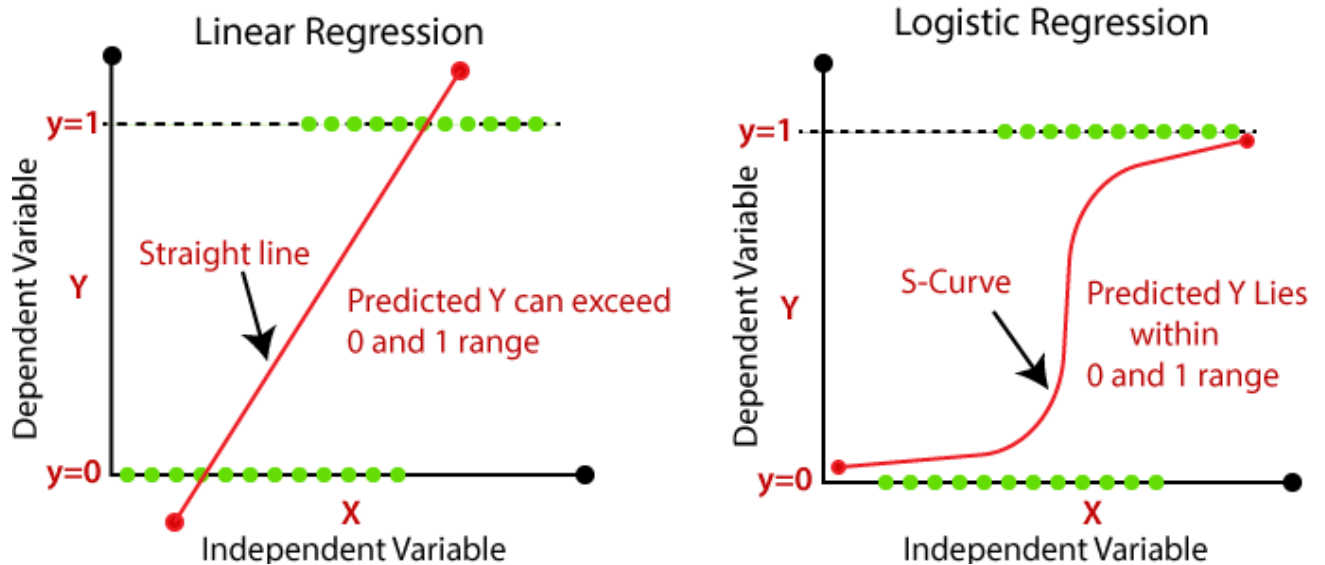 Linear Regression
y=1
Dependent Variable
Y
Straight line
Predicted Y can exceed
0 and 1 range
y=0
X
Independent Variable
Logistic Regression
y=1
Dependent Variable
Y
S-Curve
Predicted Y Lies
within
0 and 1 range
y=0
X
Independent Variable